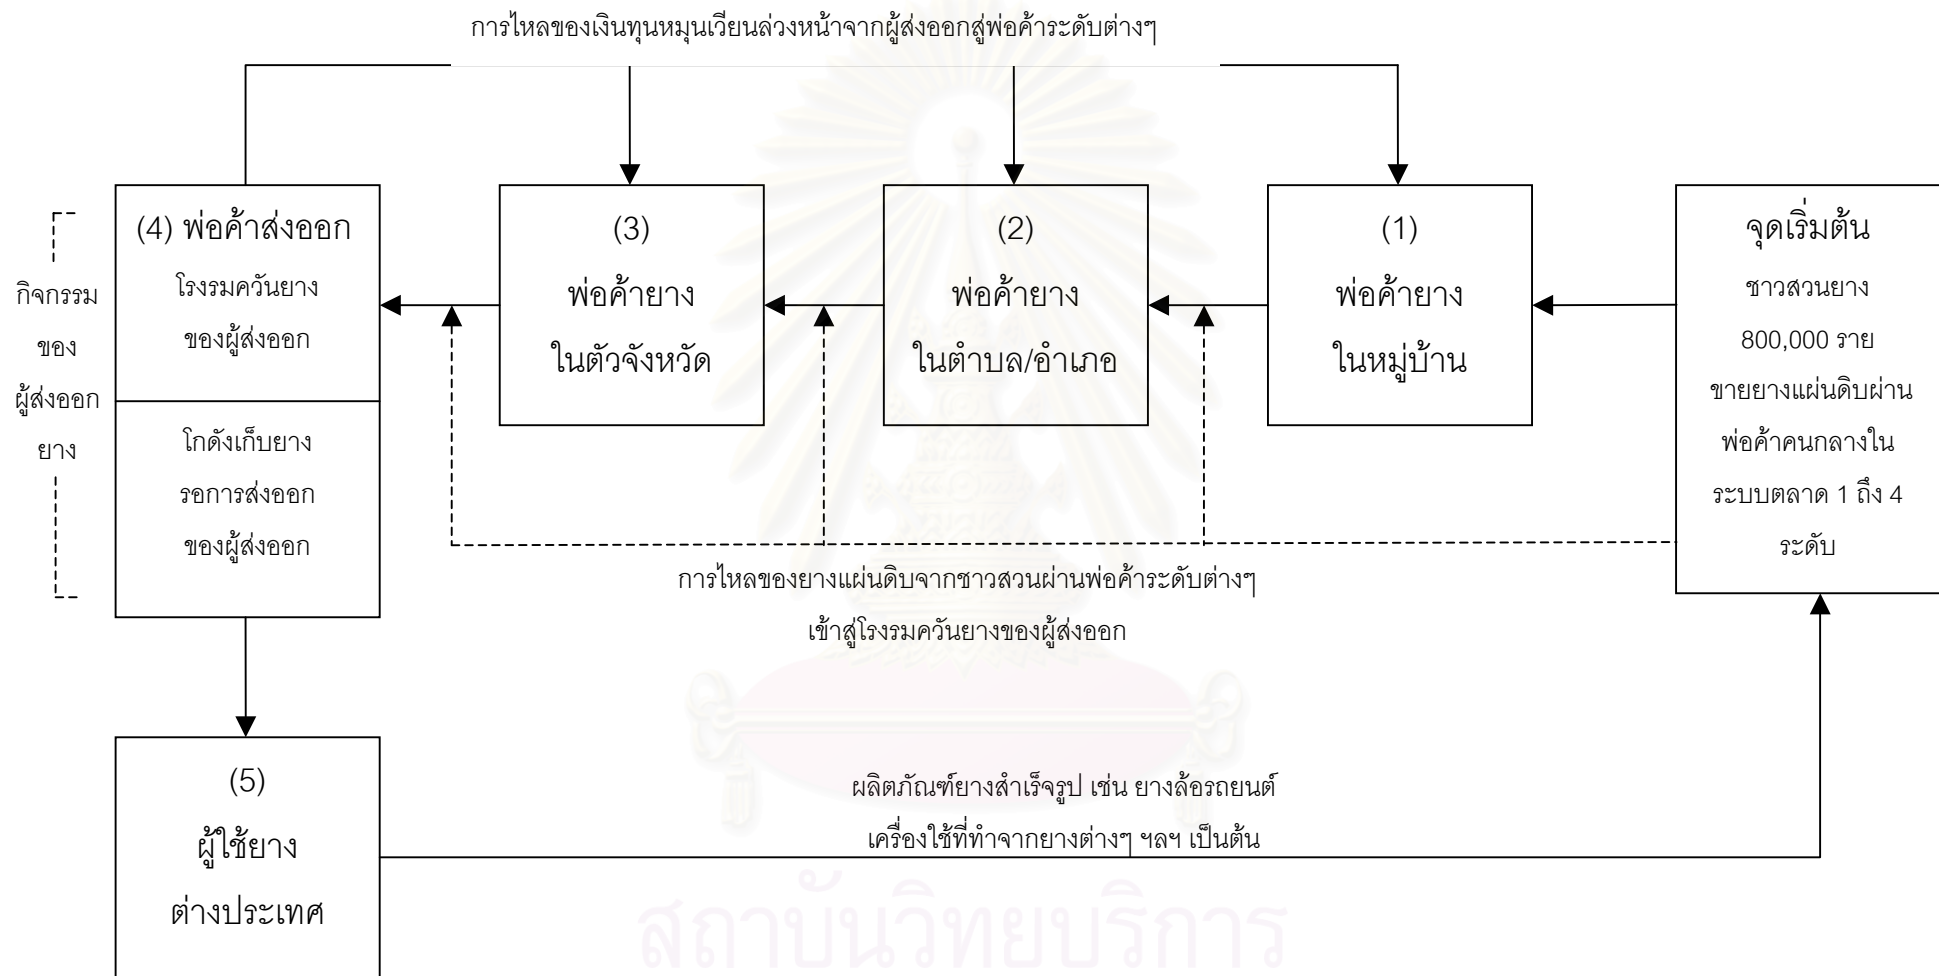 การไหลของเงินทุนหมุนเวียนล่วงหน้าจากผู้ส่งออกสู่พ่อค้าระดับต่างๆ
กิจกรรม
ของ
ผู้ส่งออก
ยาง
(4) พ่อค้าส่งออก
โรงรมควันยาง
ของผู้ส่งออก
โกดังเก็บยาง
รอการส่งออก
ของผู้ส่งออก
(3)
พ่อค้ายาง
ในตัวจังหวัด
(2)
พ่อค้ายาง
ในตำบล/อำเภอ
(1)
พ่อค้ายาง
ในหมู่บ้าน
จุดเริ่มต้น
ชาวสวนยาง
800,000 ราย
ขายยางแผ่นดิบผ่าน
พ่อค้าคนกลางใน
ระบบตลาด 1 ถึง 4
ระดับ
การไหลของยางแผ่นดิบจากชาวสวนผ่านพ่อค้าระดับต่างๆ
เข้าสู่โรงรมควันยางของผู้ส่งออก
(5)
ผู้ใช้ยาง
ต่างประเทศ
ผลิตภัณฑ์ยางสำเร็จรูป เช่น ยางล้อรถยนต์
เครื่องใช้ที่ทำจากยางต่างๆ ฯลฯ เป็นต้น
สถาบันวิทยบริการ